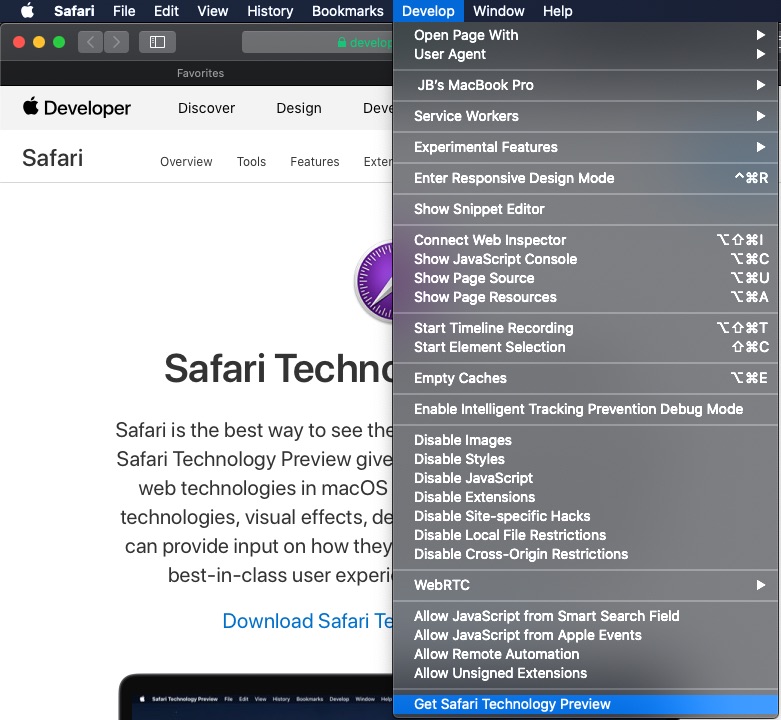 Safari File Edit View History Bookmarks Develop Window Help
develop
Favorites
Developer Discover Design Deve
Safari Overview Tools Features Exter
Safari Techno
Safari is the best way to see the
Safari Technology Preview give
web technologies in macOS
technologies, visual effects, de
can provide input on how they
best-in-class user experi
Download Safari Te
Safari Technology Preview File Edit View History Bookmarks Develop Window Help
Open Page With ▶
User Agent ▶
JB’s MacBook Pro ▶
Service Workers ▶
Experimental Features ▶
Enter Responsive Design Mode ^⌘R
Show Snippet Editor
Connect Web Inspector ⌥⇧⌘I
Show JavaScript Console ⌥⌘C
Show Page Source ⌥⌘U
Show Page Resources ⌥⌘A
Start Timeline Recording ⌥⇧⌘T
Start Element Selection ⇧⌘C
Empty Caches ⌥⌘E
Enable Intelligent Tracking Prevention Debug Mode
Disable Images
Disable Styles
Disable JavaScript
Disable Extensions
Disable Site-specific Hacks
Disable Local File Restrictions
Disable Cross-Origin Restrictions
WebRTC ▶
Allow JavaScript from Smart Search Field
Allow JavaScript from Apple Events
Allow Remote Automation
Allow Unsigned Extensions
Get Safari Technology Preview